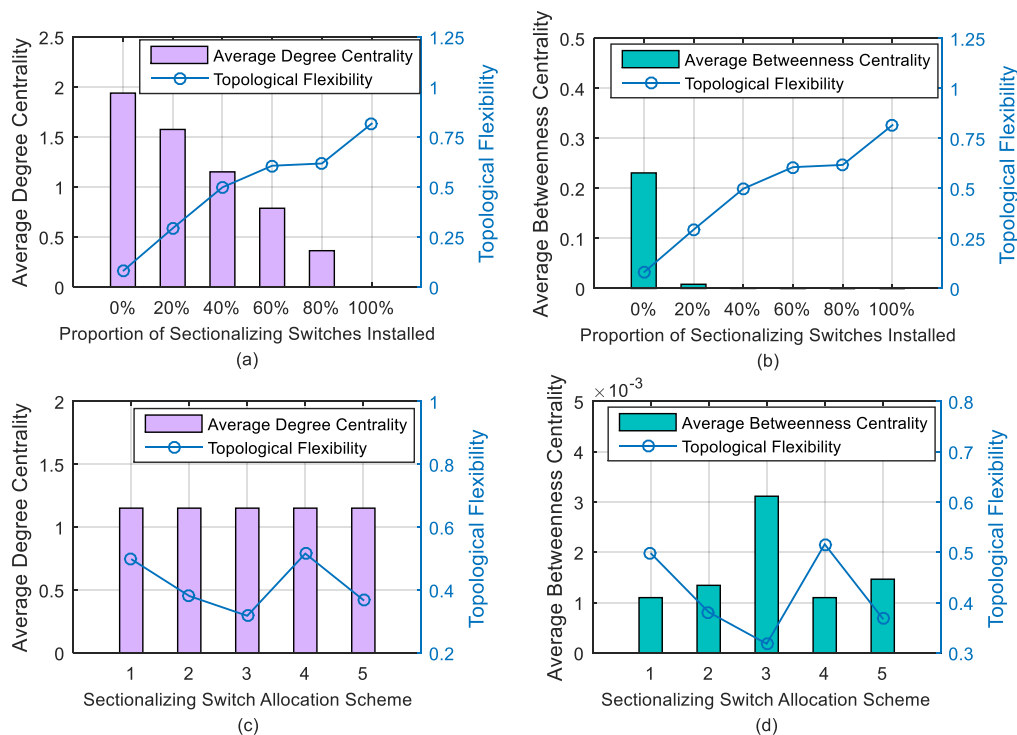 2.5
2
1.5
1
0.5
0
Average Degree Centrality
Average Degree Centrality
Topological Flexibility
1.25
1
0.75
0.5
0.25
0
Topological Flexibility
0% 20% 40% 60% 80% 100%
Proportion of Sectionalizing Switches Installed
(a)
0.5
0.4
0.3
0.2
0.1
0
Average Betweenness Centrality
Average Betweenness Centrality
Topological Flexibility
1.25
1
0.75
0.5
0.25
0
Topological Flexibility
0% 20% 40% 60% 80% 100%
Proportion of Sectionalizing Switches Installed
(b)
2
1.5
1
0.5
0
Average Degree Centrality
Average Degree Centrality
Topological Flexibility
1
0.8
0.6
0.4
0.2
Topological Flexibility
1 2 3 4 5
Sectionalizing Switch Allocation Scheme
(c)
×10-3
5
4
3
2
1
0
Average Betweenness Centrality
Average Betweenness Centrality
Topological Flexibility
0.8
0.7
0.6
0.5
0.4
0.3
Topological Flexibility
1 2 3 4 5
Sectionalizing Switch Allocation Scheme
(d)